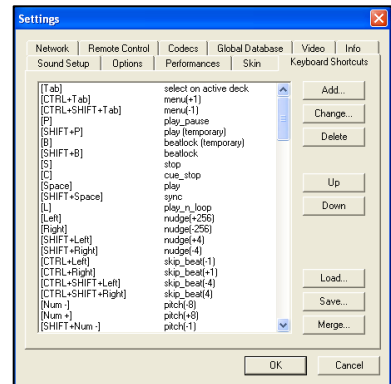 Settings
Network Remote Control Codecs Global Database Video Info
Sound Setup Options Performances Skin Keyboard Shortcuts
[Tab] select on active deck
[CTRL+Tab] menu(+1)
[CTRL+SHIFT+Tab] menu(-1)
[P] play_pause
[SHIFT+P] play (temporary)
[B] beatlock (temporary)
[SHIFT+B] beatlock
[S] stop
[C] cue_stop
[Space] play
[SHIFT+Space] sync
[L] play_n_loop
[Left] nudge(+256)
[Right] nudge(-256)
[SHIFT+Left] nudge(+4)
[SHIFT+Right] nudge(-4)
[CTRL+Left] skip_beat(-1)
[CTRL+Right] skip_beat(+1)
[CTRL+SHIFT+Left] skip_beat(-4)
[CTRL+SHIFT+Right] skip_beat(4)
[Num -] pitch(-8)
[Num +] pitch(+8)
[SHIFT+Num -] pitch(-1)
Add...
Change...
Delete
Up
Down
Load...
Save...
Merge...
OK Cancel